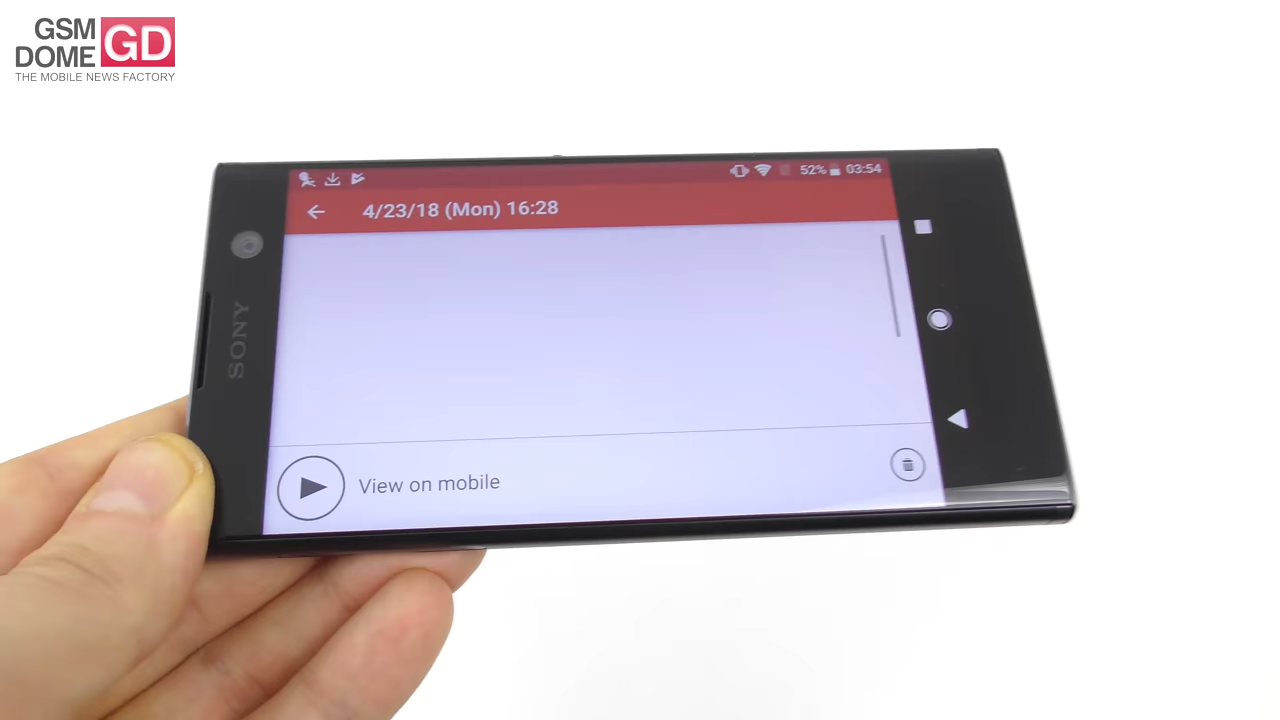 GSM
DOME GD
THE MOBILE NEWS FACTORY
52% 03:54
4/23/18 (Mon) 16:28
SONY
View on mobile